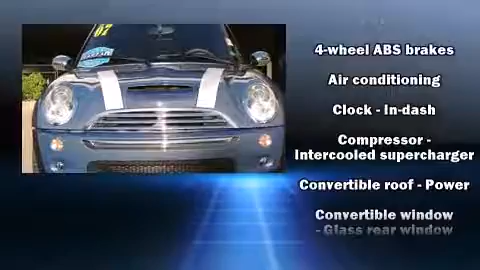 07
4-wheel ABS brakes
Air conditioning
Clock - In-dash
Compressor -
Intercooled supercharger
Convertible roof - Power
Convertible window
- Glass rear window